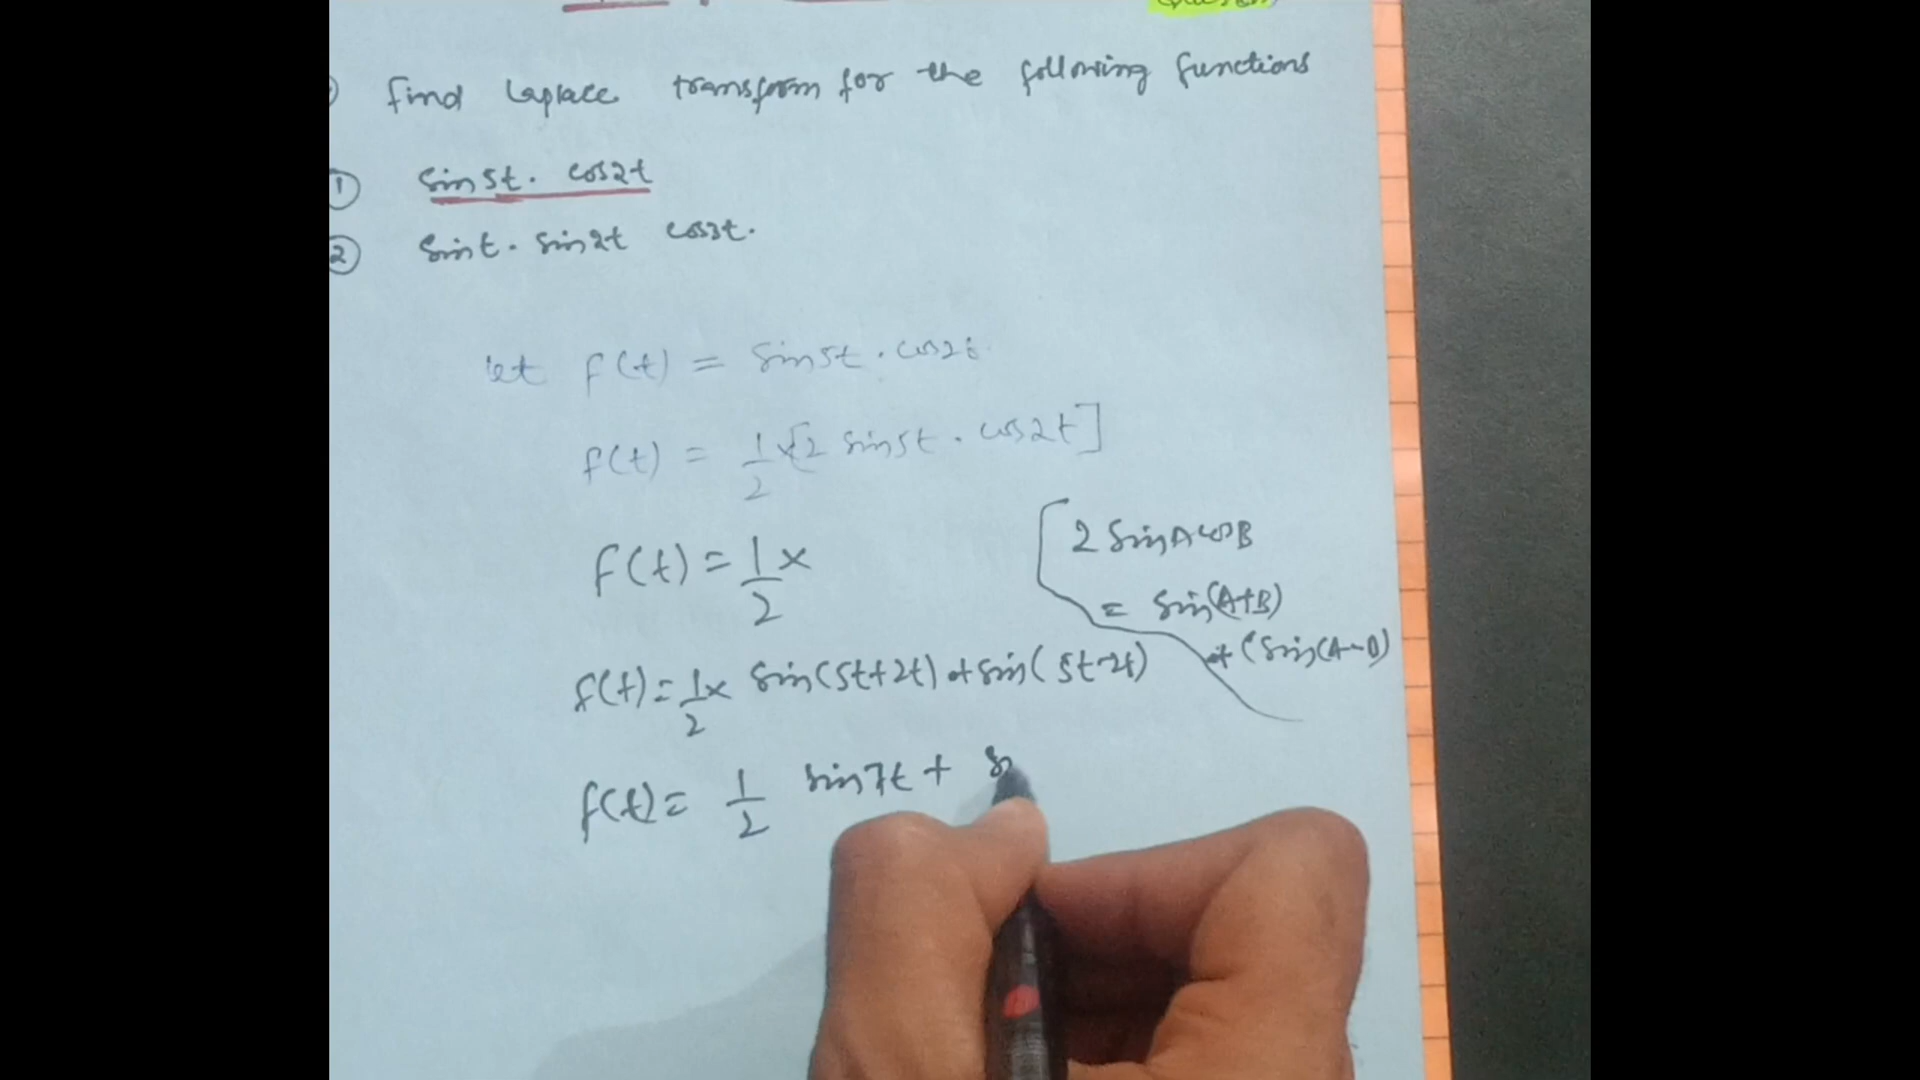 Find Laplace transform for the following functions
① sin5t. cos2t
② sint. sin2t cos3t.
let f(t) = sin5t. cos2t
f(t) = 1/2 x[2 sin5t. cos2t]
2 sinA cosB
f(t) = 1/2 x
= sin(A+B)
+ (sin(A-B)
f(t) = 1/2 x sin(5t+2t) + sin(5t-2t)
f(t) = 1/2 sin7t + s